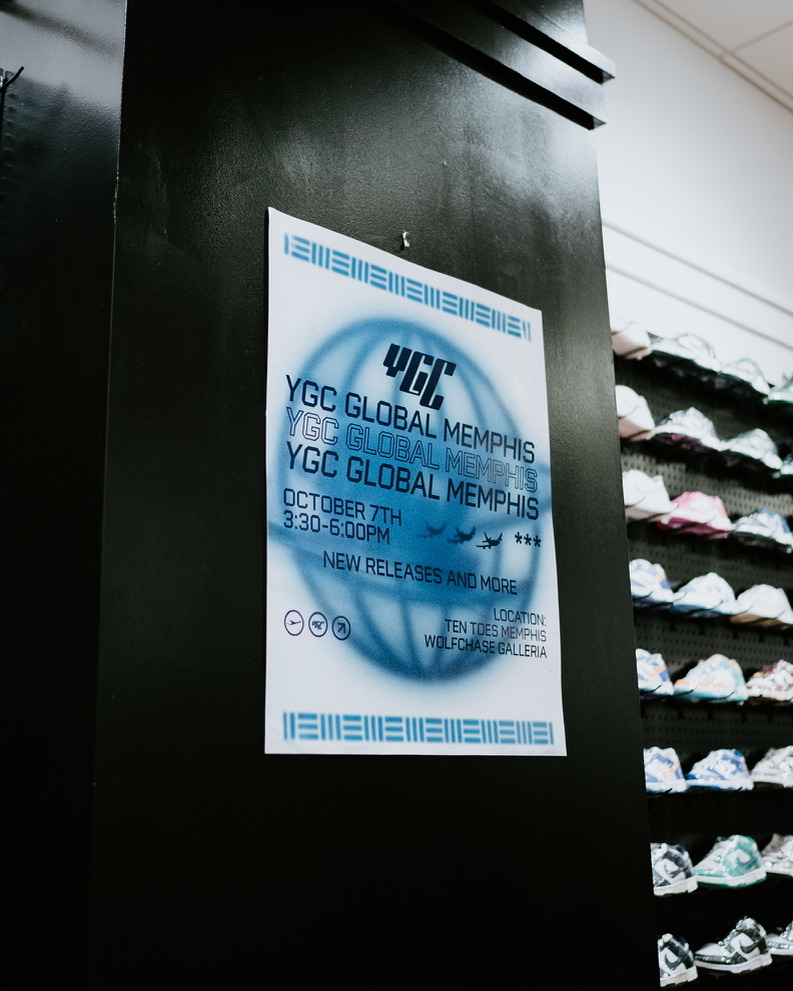 YGC
YGC GLOBAL MEMPHIS
YGC GLOBAL MEMPHIS
YGC GLOBAL MEMPHIS
OCTOBER 7TH
3:30-6:00PM
***
NEW RELEASES AND MORE
LOCATION:
TEN TOES MEMPHIS
WOLFCHASE GALLERIA
YGC